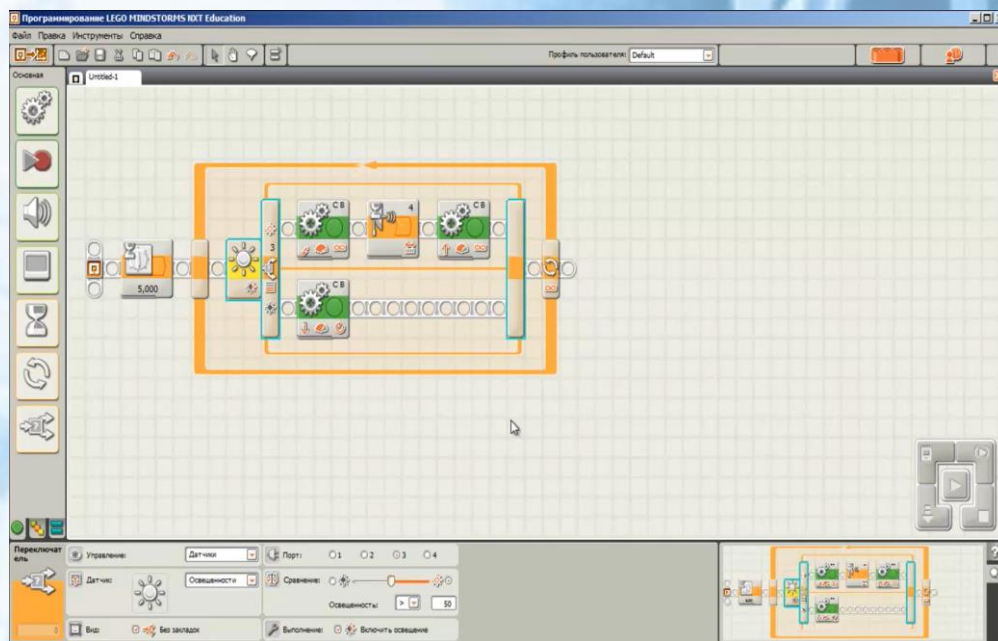 Программирование LEGO MINDSTORMS NXT Education
Файл Правка Инструменты Справка
Профиль пользователя: Default
Основная
Untitled-1
C B
4
C B
3
5,000
C B
Переключатель
Управление: Датчики
Порт: 1 2 3 4
Датчик: Освещенности
Сравнение:
Освещенность: > 50
Вид: Без закладок
Выполнение: Включить освещение
?